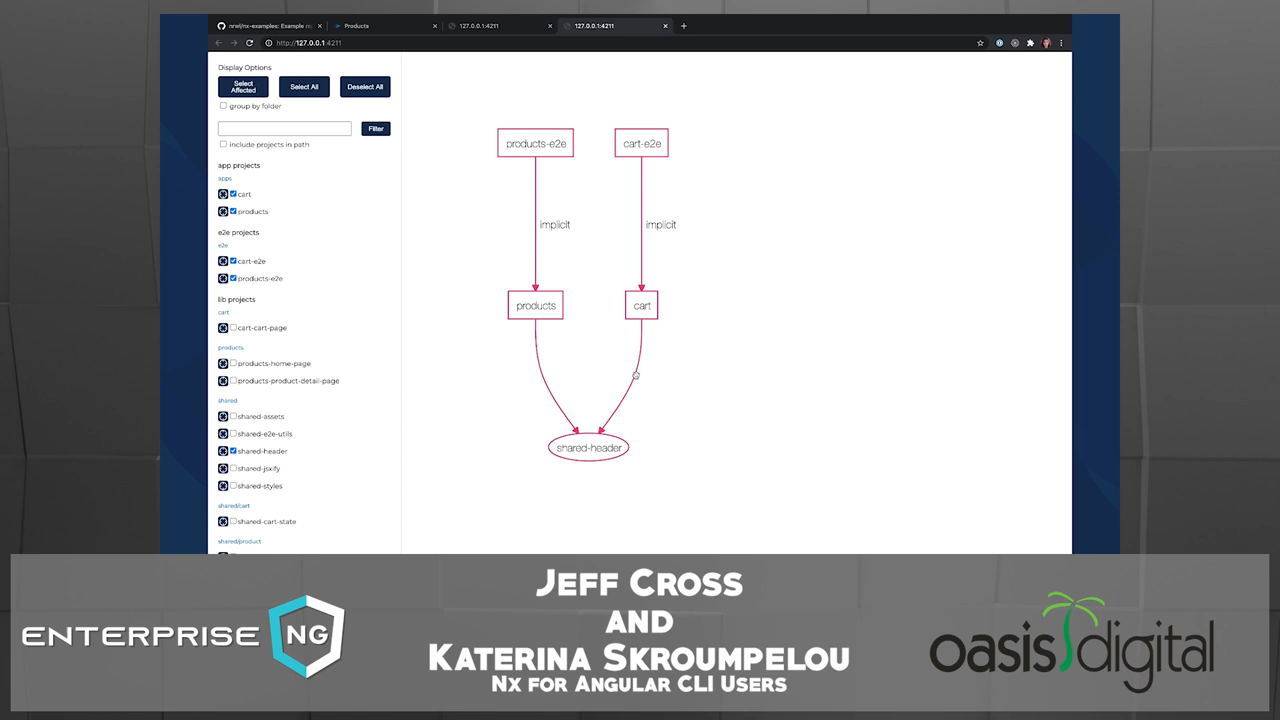 nrwl/nx-examples: Example re
Products
127.0.0.1:4211
127.0.0.1:4211
http://127.0.0.1:4211
Display Options
Select Affected
Select All
Deselect All
group by folder
Filter
include projects in path
app projects
apps
cart
products
e2e projects
e2e
cart-e2e
products-e2e
lib projects
cart
cart-cart-page
products
products-home-page
products-product-detail-page
shared
shared-assets
shared-e2e-utils
shared-header
shared-jsxify
shared-styles
shared/cart
shared-cart-state
shared/product
products-e2e
cart-e2e
implicit
implicit
products
cart
shared-header
ENTERPRISE NG
Jeff Cross
and
Katerina Skroumpelou
Nx for Angular CLI Users
oasis digital